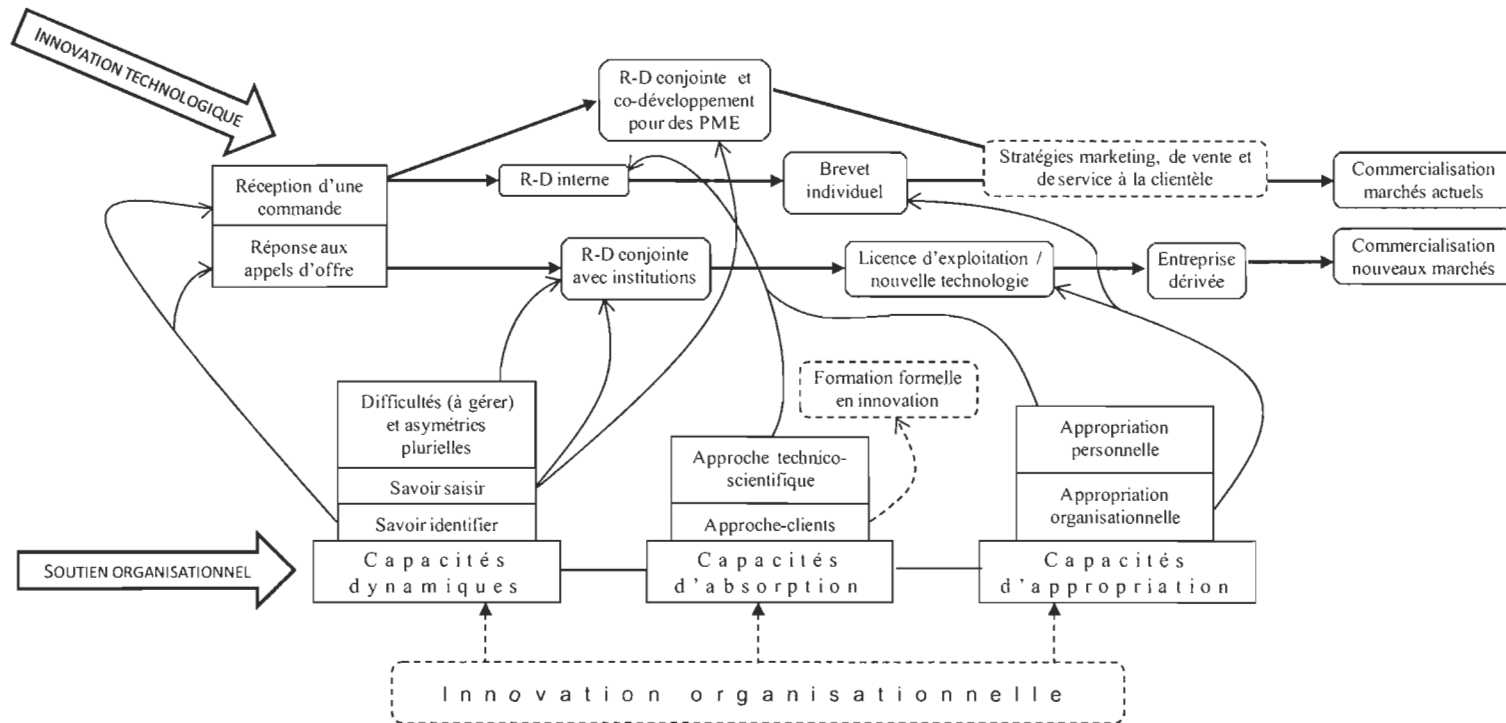 INNOVATION TECHNOLOGIQUE
R-D conjointe et
co-développement
pour des PME
Stratégies marketing, de vente et
de service à la clientèle
Réception d'une
commande
R-D interne
Brevet
individuel
Commercialisation
marchés actuels
Réponse aux
appels d'offre
R-D conjointe
avec institutions
Licence d'exploitation /
nouvelle technologie
Entreprise
dérivée
Commercialisation
nouveaux marchés
Formation formelle
en innovation
Difficultés (à gérer)
et asymétries
plurielles
Savoir saisir
Savoir identifier
Approche technico-
scientifique
Approche-clients
Appropriation
personnelle
Appropriation
organisationnelle
SOUTIEN ORGANISATIONNEL
Capacités
dynamiques
Capacités
d'absorption
Capacités
d'appropriation
Innovation organisationnelle